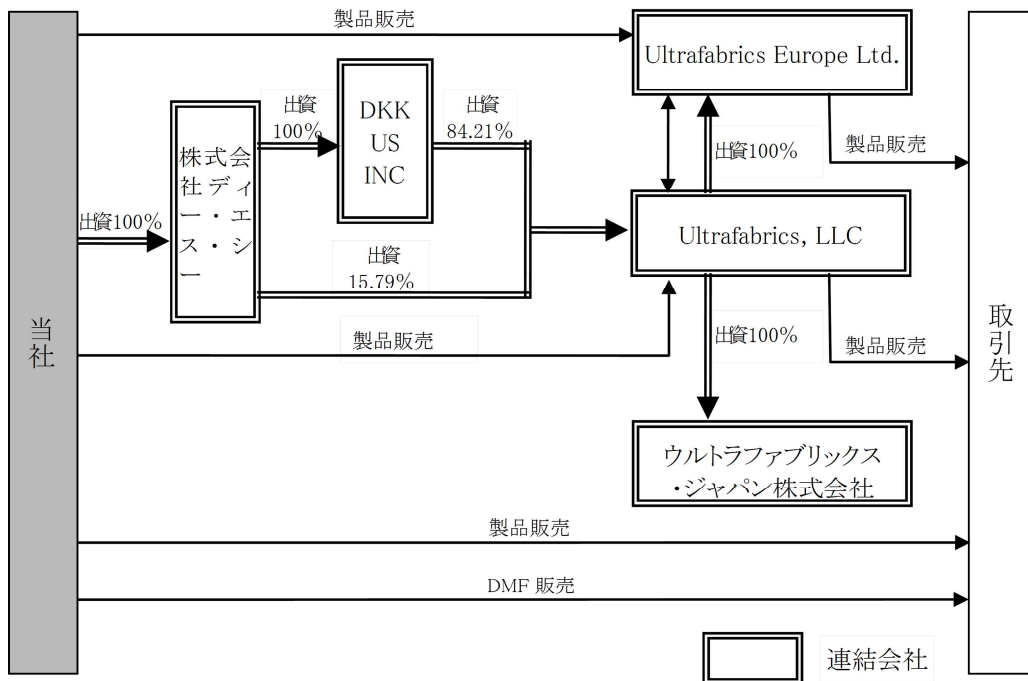 製品販売
Ultrafabrics Europe Ltd.
出資
100%
DKK
US
INC
出資
84.21%
株式会
社ディ
ー・エ
ス・シ
ー
出資100%
製品販売
出資100%
Ultrafabrics, LLC
出資
15.79%
当社
製品販売
出資100%
製品販売
取引先
ウルトラファブリックス
・ジャパン株式会社
製品販売
DMF 販売
連結会社